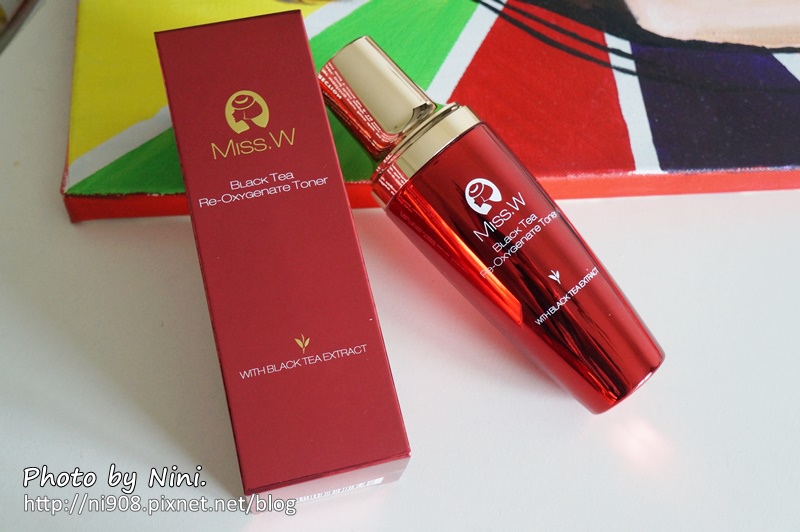 Miss.W
Black Tea
Re-Oxygenate Toner
WITH BLACK TEA EXTRACT
Miss.W
Black Tea
Re-Oxygenate Toner
WITH BLACK TEA EXTRACT
Photo by Nini.
http://ni908.pixnet.net/blog